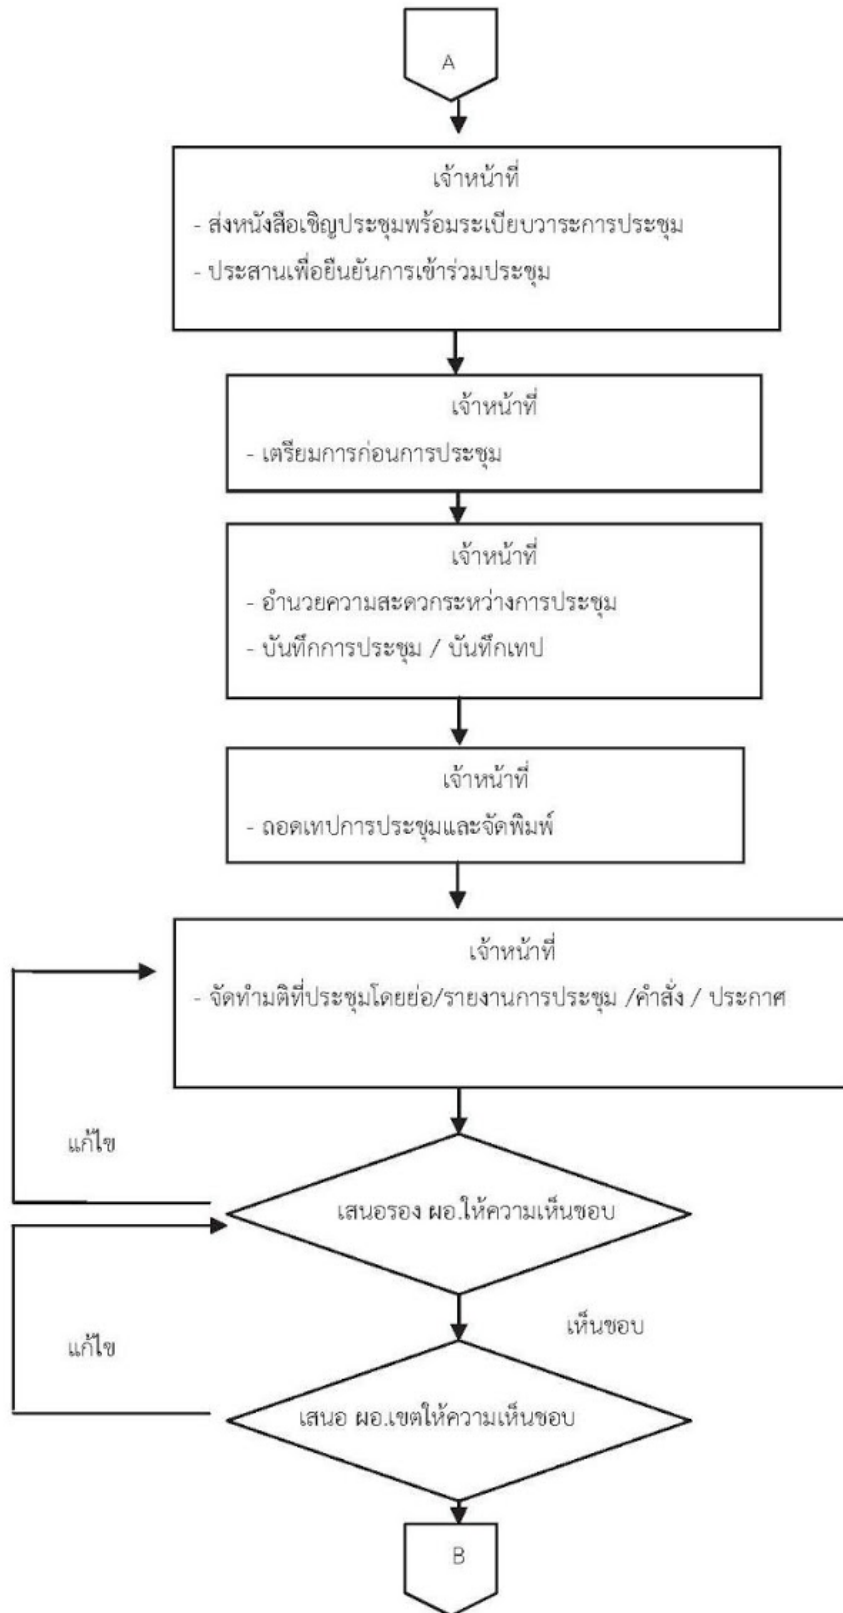 A
เจ้าหน้าที่
- ส่งหนังสือเชิญประชุมพร้อมระเบียบวาระการประชุม
- ประสานเพื่อยืนยันการเข้าร่วมประชุม
เจ้าหน้าที่
- เตรียมการก่อนการประชุม
เจ้าหน้าที่
- อำนวยความสะดวกระหว่างการประชุม
- บันทึกการประชุม / บันทึกเทป
เจ้าหน้าที่
- ถอดเทปการประชุมและจัดพิมพ์
เจ้าหน้าที่
- จัดทำมติที่ประชุมโดยย่อ/รายงานการประชุม /คำสั่ง / ประกาศ
แก้ไข
เสนอรอง ผอ.ให้ความเห็นชอบ
เห็นชอบ
แก้ไข
เสนอ ผอ.เขตให้ความเห็นชอบ
B